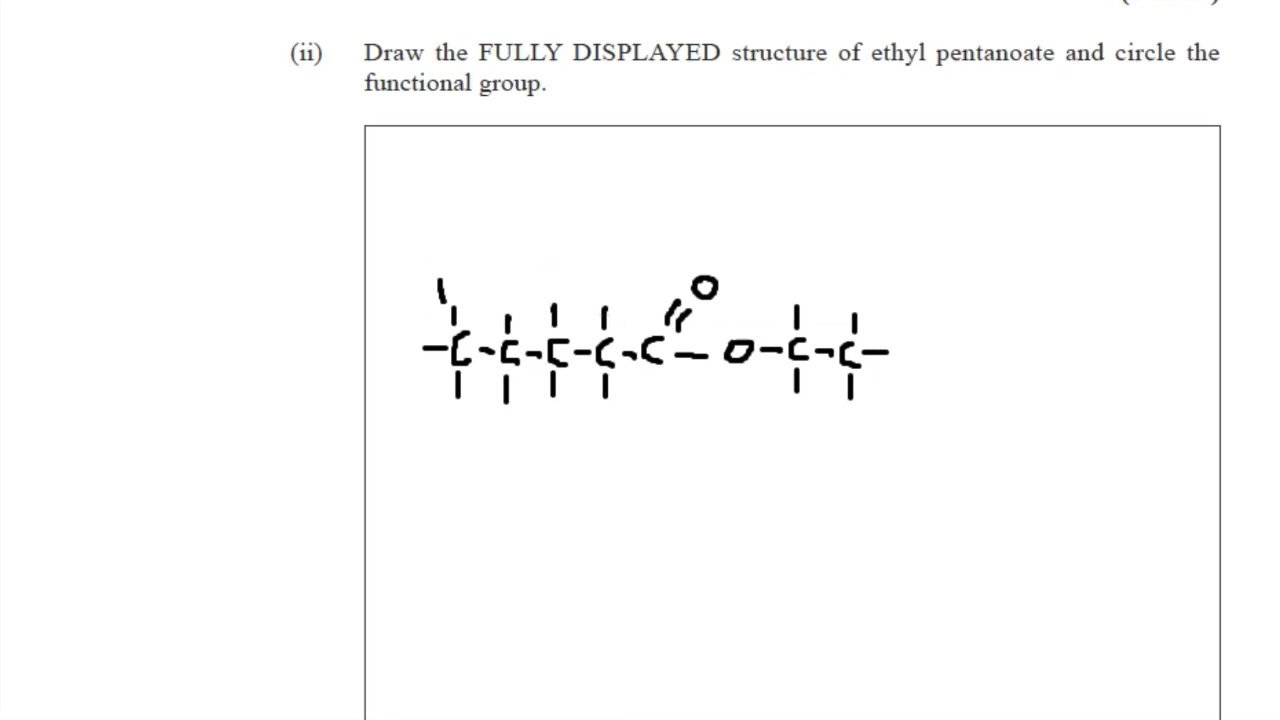 (ii) Draw the FULLY DISPLAYED structure of ethyl pentanoate and circle the
functional group.
O
-C-C-C-C-C-O-C-C-